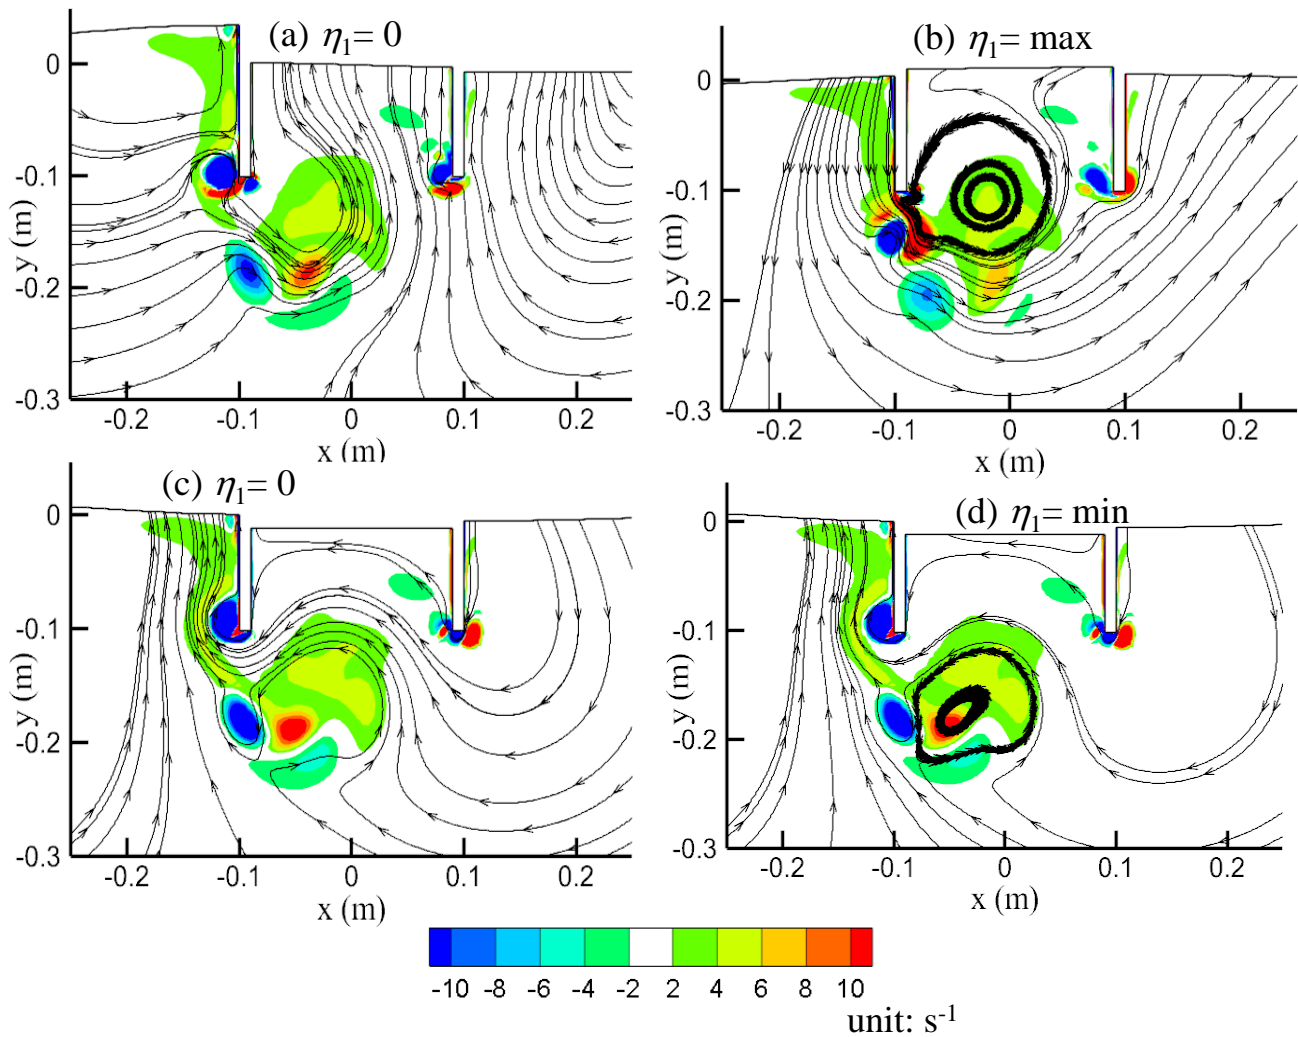 (a) η1= 0
0
-0.1
-0.2
-0.3
y (m)
-0.2 -0.1 0 0.1 0.2
x (m)
(b) η1= max
0
-0.1
-0.2
-0.3
y (m)
-0.2 -0.1 0 0.1 0.2
x (m)
(c) η1= 0
0
-0.1
-0.2
-0.3
y (m)
-0.2 -0.1 0 0.1 0.2
x (m)
(d) η1= min
0
-0.1
-0.2
-0.3
y (m)
-0.2 -0.1 0 0.1 0.2
x (m)
-10 -8 -6 -4 -2 2 4 6 8 10
unit: s-1